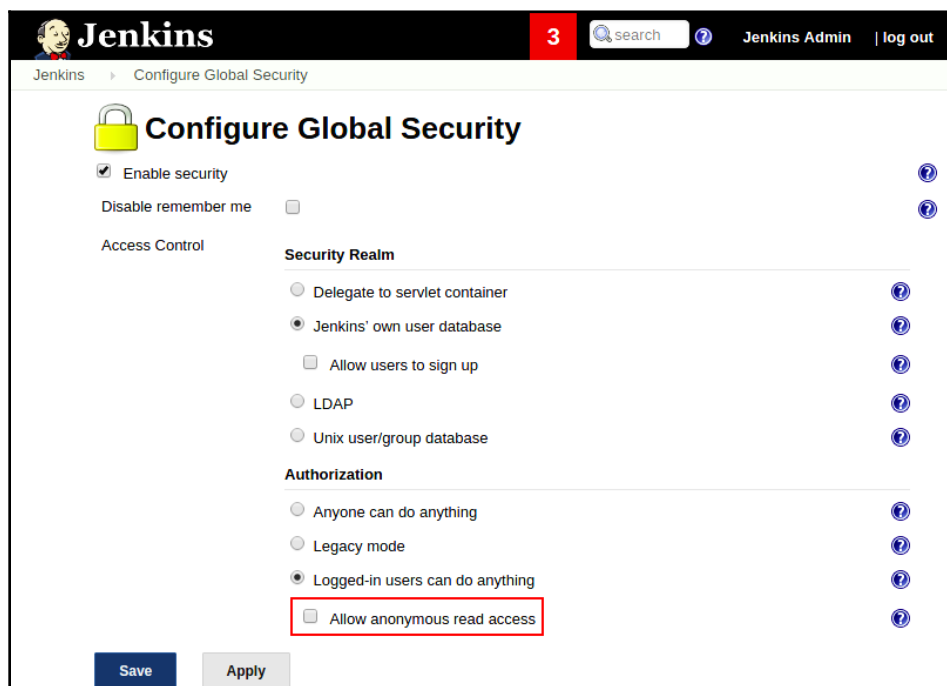 Jenkins 3 search Jenkins Admin | log out
Jenkins Configure Global Security
Configure Global Security
Enable security
Disable remember me
Access Control
Security Realm
Delegate to servlet container
Jenkins’ own user database
Allow users to sign up
LDAP
Unix user/group database
Authorization
Anyone can do anything
Legacy mode
Logged-in users can do anything
Allow anonymous read access
Save Apply